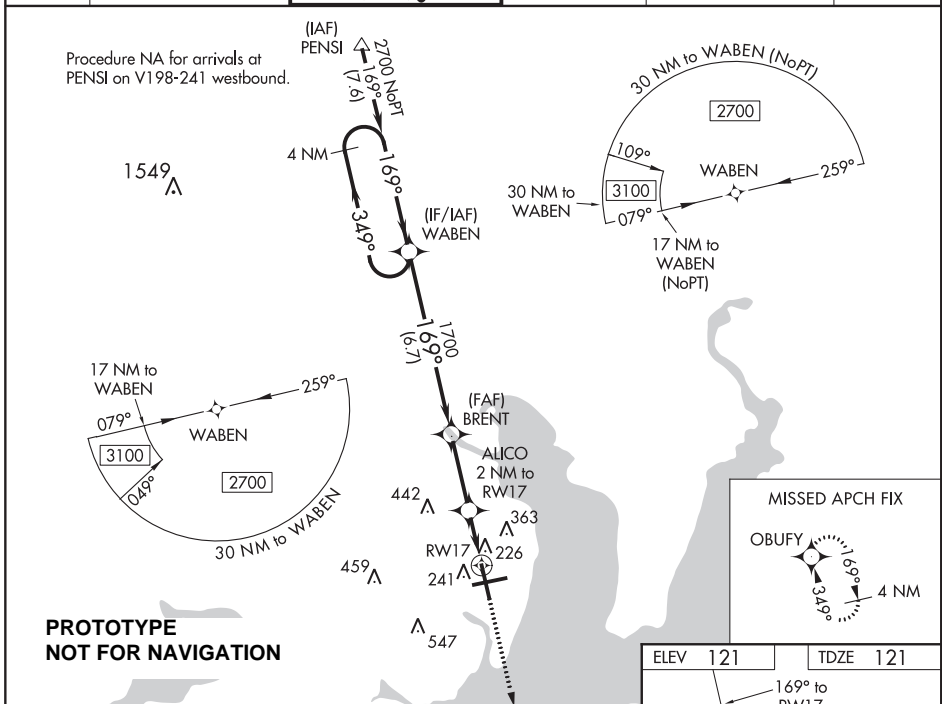 Procedure NA for arrivals at
PENSI on V198-241 westbound.
(IAF)
PENSI
2700 NoPT
169°
(7.6)
1549
4 NM
169°
349°
(IF/IAF)
WABEN
1700
169°
(6.7)
30 NM to WABEN (NoPT)
2700
109°
WABEN
259°
3100
30 NM to
WABEN
079°
17 NM to
WABEN
(NoPT)
17 NM to
WABEN
259°
079°
WABEN
3100
049°
2700
30 NM to WABEN
(FAF)
BRENT
ALICO
2 NM to
RW17
442
363
RW17
226
241
459
547
MISSED APCH FIX
OBUFY
169°
349°
4 NM
PROTOTYPE
NOT FOR NAVIGATION
ELEV 121
TDZE 121
169° to
RW17